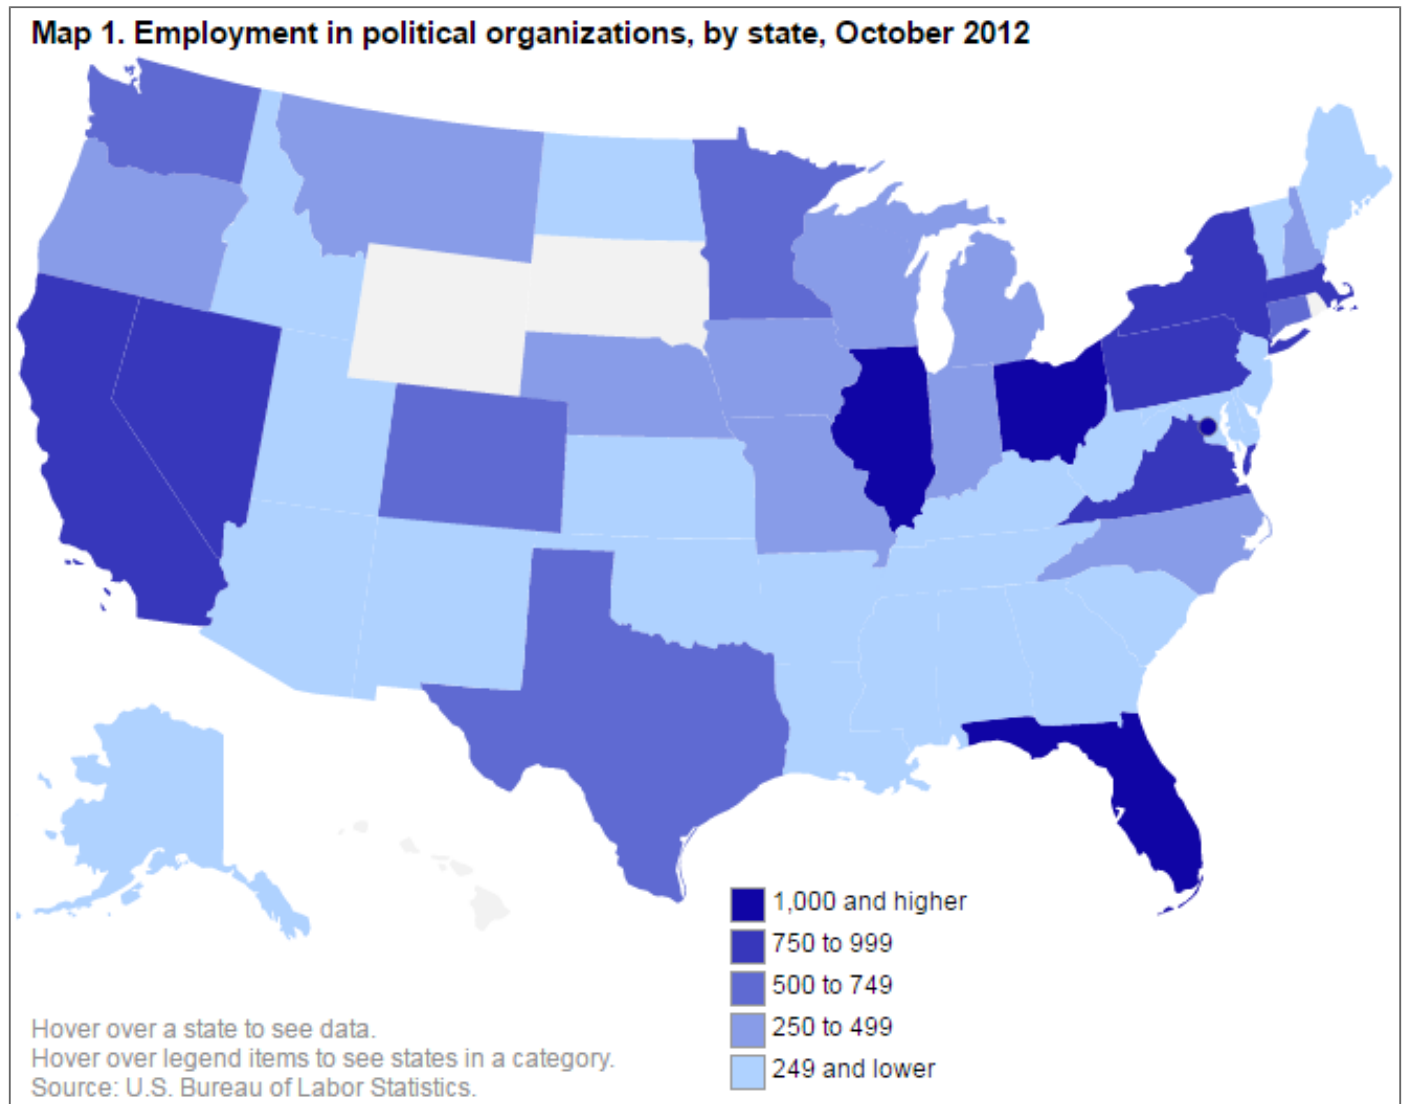 Map 1. Employment in political organizations, by state, October 2012
1,000 and higher
750 to 999
500 to 749
250 to 499
249 and lower
Hover over a state to see data.
Hover over legend items to see states in a category.
Source: U.S. Bureau of Labor Statistics.